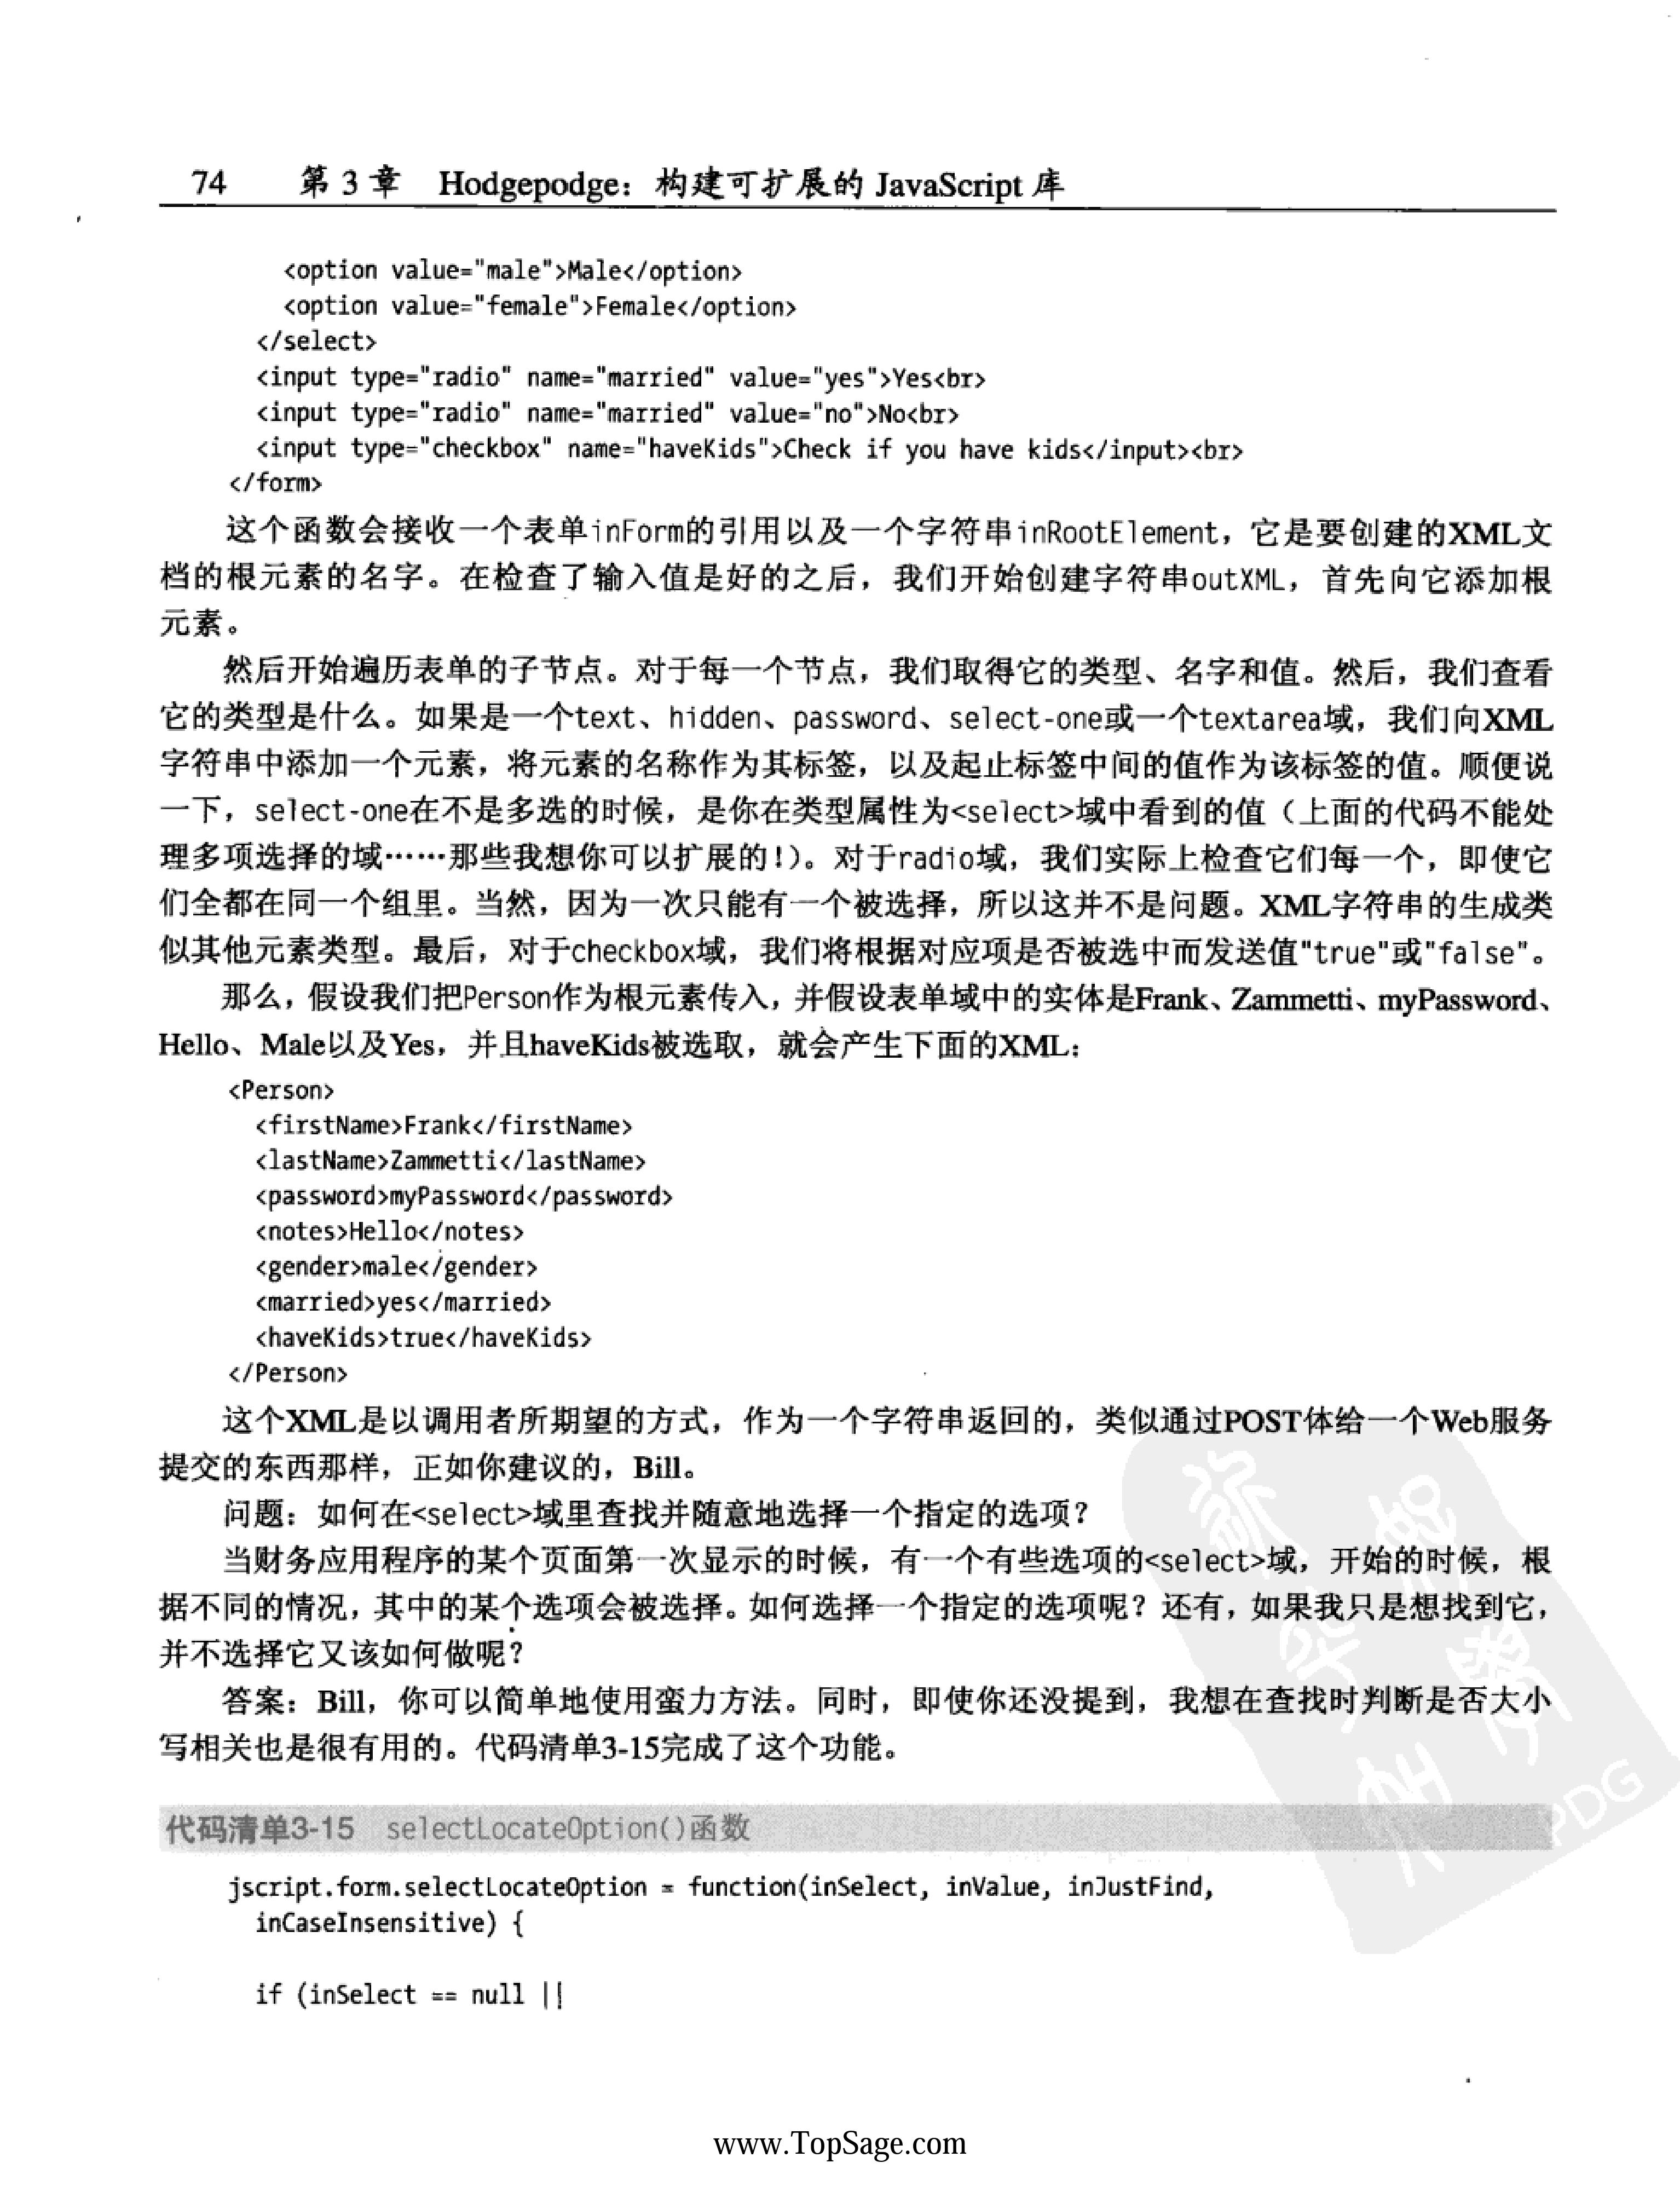 74 第 3 章 Hodgepodge：构建可扩展的 JavaScript 库
<option value="male">Male</option>
<option value="female">Female</option>
</select>
<input type="radio" name="married" value="yes">Yes<br>
<input type="radio" name="married" value="no">No<br>
<input type="checkbox" name="haveKids">Check if you have kids</input><br>
</form>
这个函数会接收一个表单inForm的引用以及一个字符串inRootElement，它是要创建的XML文
档的根元素的名字。在检查了输入值是好的之后，我们开始创建字符串outXML，首先向它添加根
元素。
然后开始遍历表单的子节点。对于每一个节点，我们取得它的类型、名字和值。然后，我们查看
它的类型是什么。如果是一个text、hidden、password、select-one或一个textarea域，我们向XML
字符串中添加一个元素，将元素的名称作为其标签，以及起止标签中间的值作为该标签的值。顺便说
一下，select-one在不是多选的时候，是你在类型属性为<select>域中看到的值（上面的代码不能处
理多项选择的域……那些我想你可以扩展的！）。对于radio域，我们实际上检查它们每一个，即使它
们全都在同一个组里。当然，因为一次只能有一个被选择，所以这并不是问题。XML字符串的生成类
似其他元素类型。最后，对于checkbox域，我们将根据对应项是否被选中而发送值"true"或"false"。
那么，假设我们把Person作为根元素传入，并假设表单域中的实体是Frank、Zammetti、myPassword、
Hello、Male以及Yes，并且haveKids被选取，就会产生下面的XML：
<Person>
<firstName>Frank</firstName>
<lastName>Zammetti</lastName>
<password>myPassword</password>
<notes>Hello</notes>
<gender>male</gender>
<married>yes</married>
<haveKids>true</haveKids>
</Person>
这个XML是以调用者所期望的方式，作为一个字符串返回的，类似通过POST体给一个Web服务
提交的东西那样，正如你建议的，Bill。
问题：如何在<select>域里查找并随意地选择一个指定的选项？
当财务应用程序的某个页面第一次显示的时候，有一个有些选项的<select>域，开始的时候，根
据不同的情况，其中的某个选项会被选择。如何选择一个指定的选项呢？还有，如果我只是想找到它，
并不选择它又该如何做呢？
答案：Bill，你可以简单地使用蛮力方法。同时，即使你还没提到，我想在查找时判断是否大小
写相关也是很有用的。代码清单3-15完成了这个功能。
代码清单3-15 selectLocateOption()函数
jscript.form.selectLocateOption = function(inSelect, inValue, inJustFind,
inCaseInsensitive) {
if (inSelect == null ||
PDG
www.TopSage.com